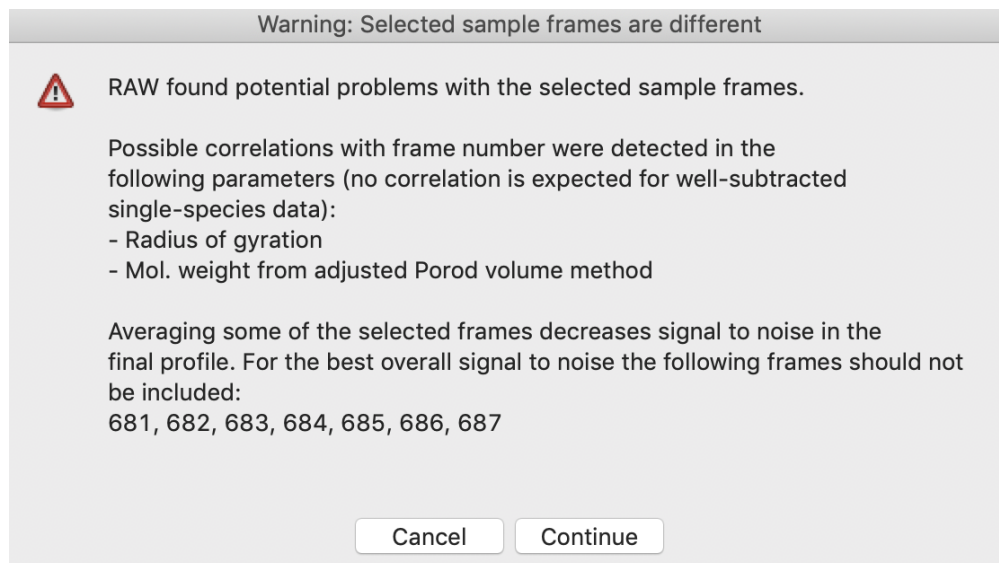 Warning: Selected sample frames are different
RAW found potential problems with the selected sample frames.
Possible correlations with frame number were detected in the
following parameters (no correlation is expected for well-subtracted
single-species data):
- Radius of gyration
- Mol. weight from adjusted Porod volume method
Averaging some of the selected frames decreases signal to noise in the
final profile. For the best overall signal to noise the following frames should not
be included:
681, 682, 683, 684, 685, 686, 687
Cancel Continue